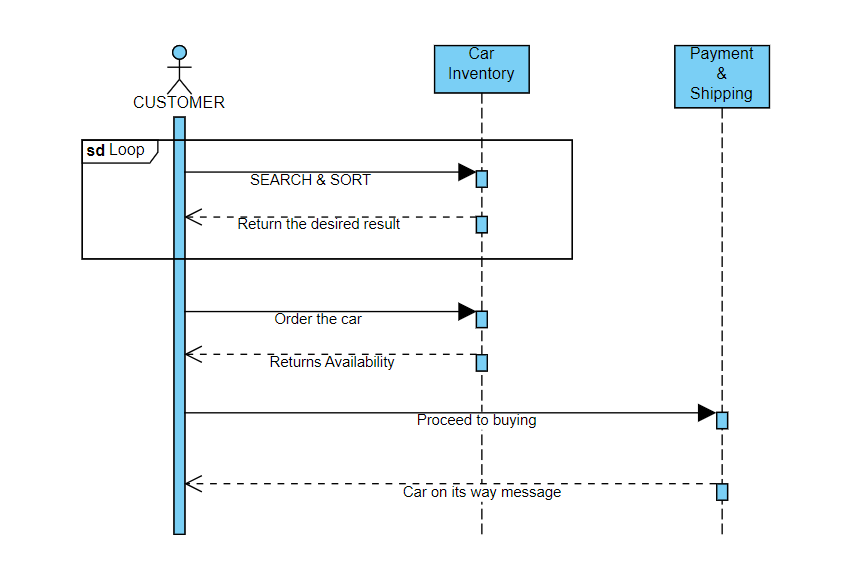 Car
Inventory
Payment
&
Shipping
CUSTOMER
sd Loop
SEARCH & SORT
Return the desired result
Order the car
Returns Availability
Proceed to buying
Car on its way message